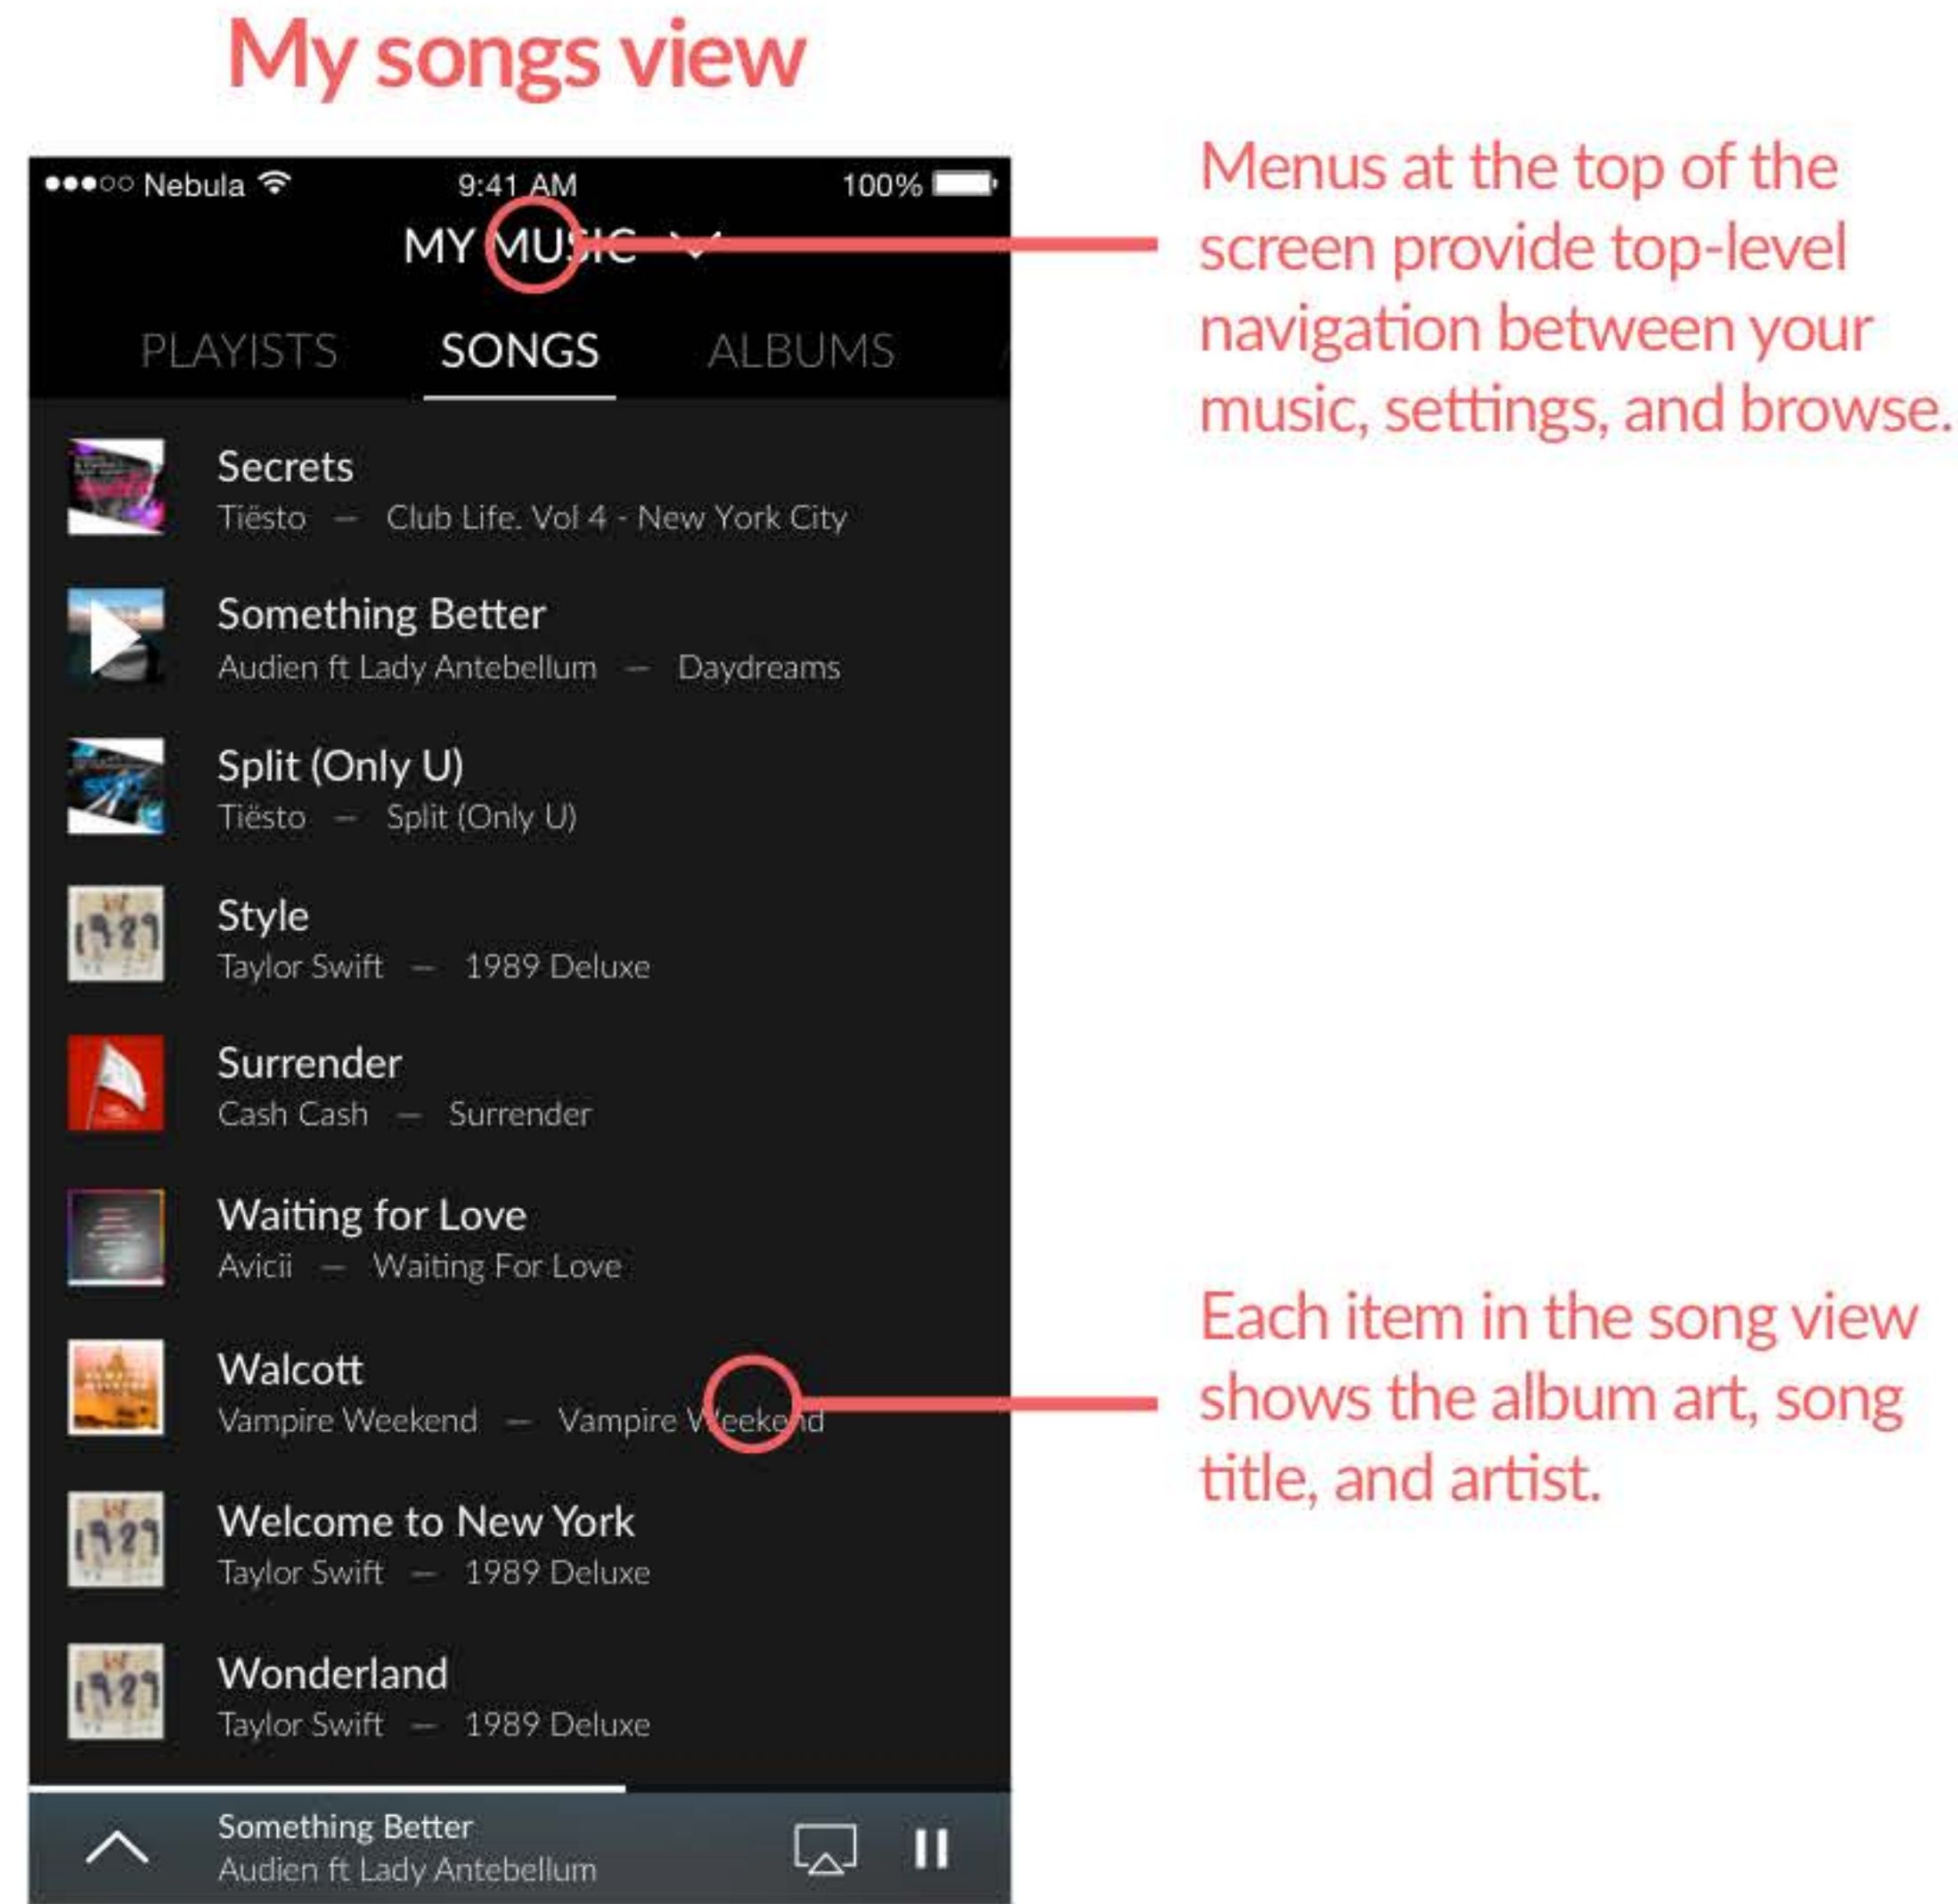 My songs view
Nebula 9:41 AM 100%
MY MUSIC
PLAYISTS SONGS ALBUMS
Secrets
Tiësto — Club Life. Vol 4 - New York City
Something Better
Audien ft Lady Antebellum — Daydreams
Split (Only U)
Tiësto — Split (Only U)
Style
Taylor Swift — 1989 Deluxe
Surrender
Cash Cash — Surrender
Waiting for Love
Avicii — Waiting For Love
Walcott
Vampire Weekend — Vampire Weekend
Welcome to New York
Taylor Swift — 1989 Deluxe
Wonderland
Taylor Swift — 1989 Deluxe
Something Better
Audien ft Lady Antebellum
Menus at the top of the
screen provide top-level
navigation between your
music, settings, and browse.
Each item in the song view
shows the album art, song
title, and artist.